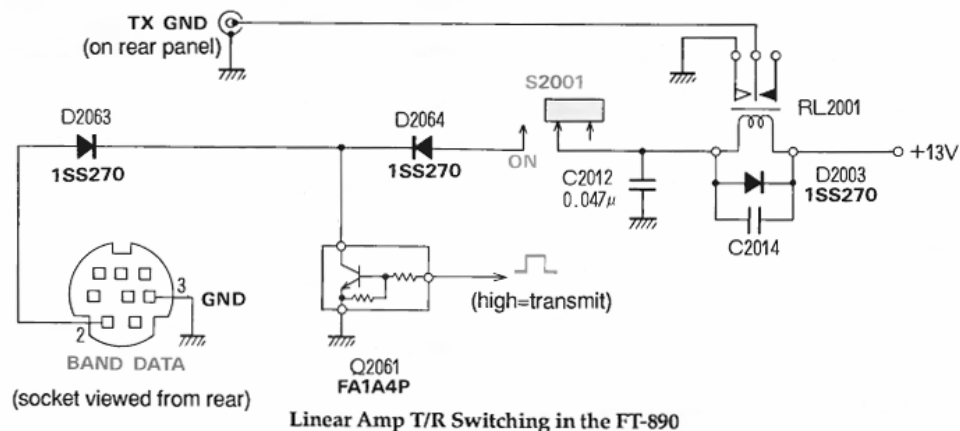 TX GND
(on rear panel)
S2001
RL2001
D2063
1SS270
D2064
1SS270
ON
+13V
C2012
0.047μ
D2003
1SS270
C2014
3
GND
2
BAND DATA
(socket viewed from rear)
(high=transmit)
Q2061
FA1A4P
Linear Amp T/R Switching in the FT-890